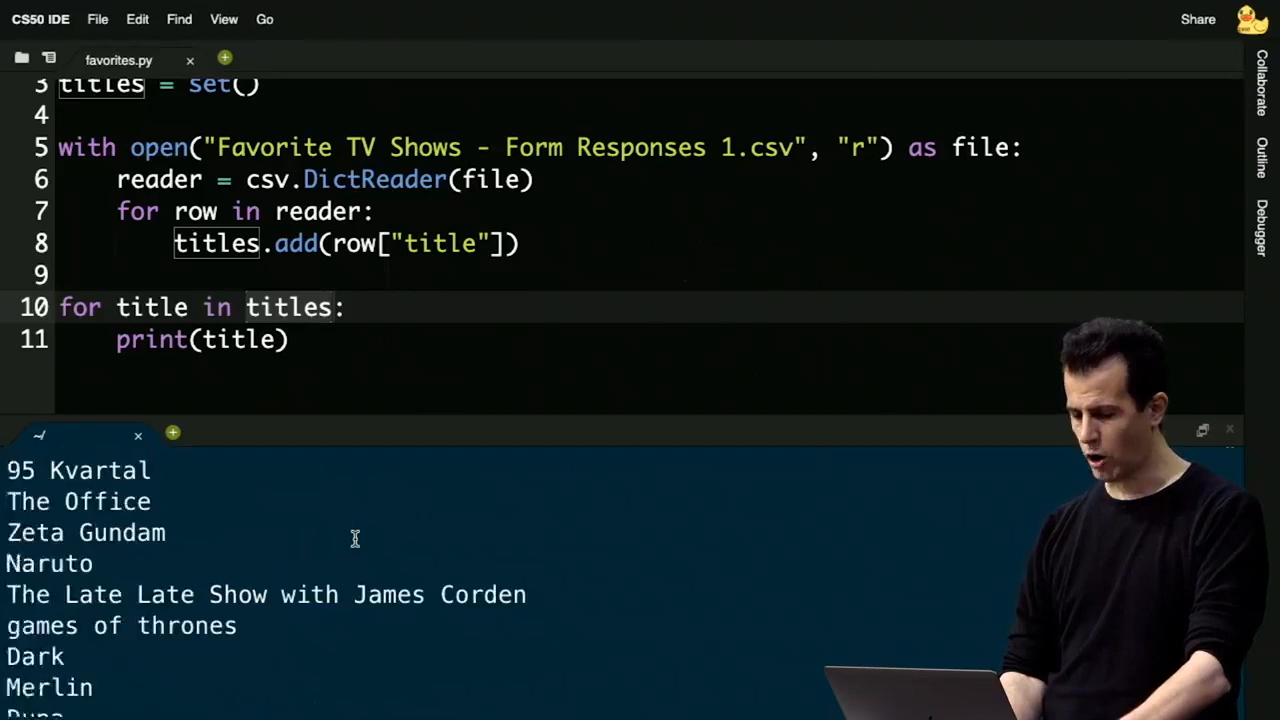 CS50 IDE File Edit Find View Go Share
favorites.py
3 titles = set()
4
5 with open("Favorite TV Shows - Form Responses 1.csv", "r") as file:
6 reader = csv.DictReader(file)
7 for row in reader:
8 titles.add(row["title"])
9
10 for title in titles:
11 print(title)
Collaborate
Outline
Debugger
95 Kvartal
The Office
Zeta Gundam
Naruto
The Late Late Show with James Corden
games of thrones
Dark
Merlin